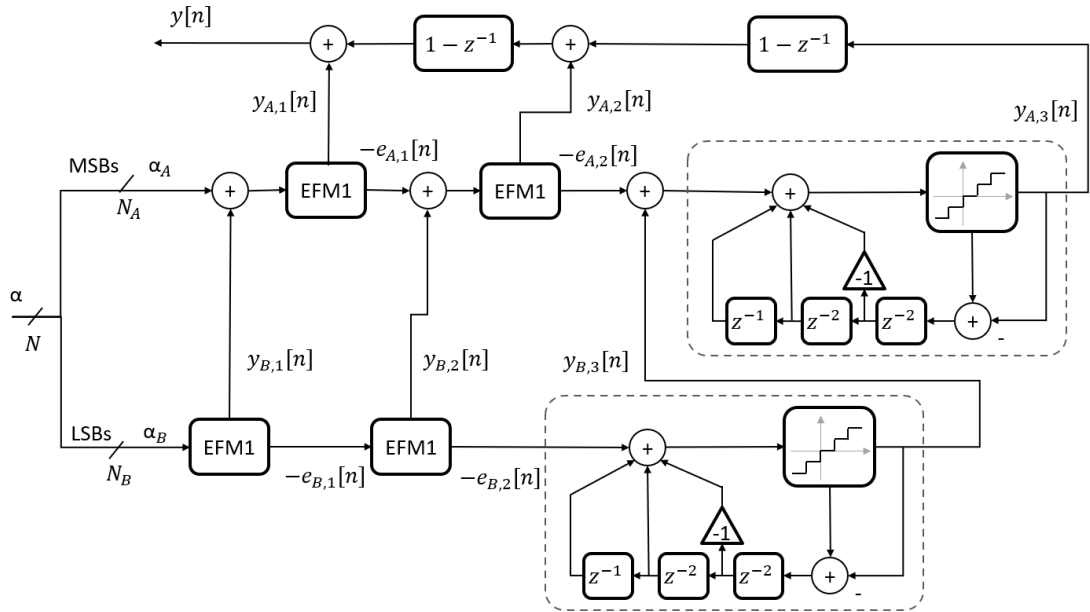 y[n]
+
1 − z⁻¹
+
1 − z⁻¹
y_{A,1}[n]
y_{A,2}[n]
y_{A,3}[n]
MSBs
α_A
−e_{A,1}[n]
−e_{A,2}[n]
N_A
+
EFM1
+
EFM1
+
+
-1
z⁻¹
z⁻²
z⁻²
+
-
α
N
y_{B,1}[n]
y_{B,2}[n]
y_{B,3}[n]
LSBs
α_B
N_B
EFM1
−e_{B,1}[n]
EFM1
−e_{B,2}[n]
+
-1
z⁻¹
z⁻²
z⁻²
+
-